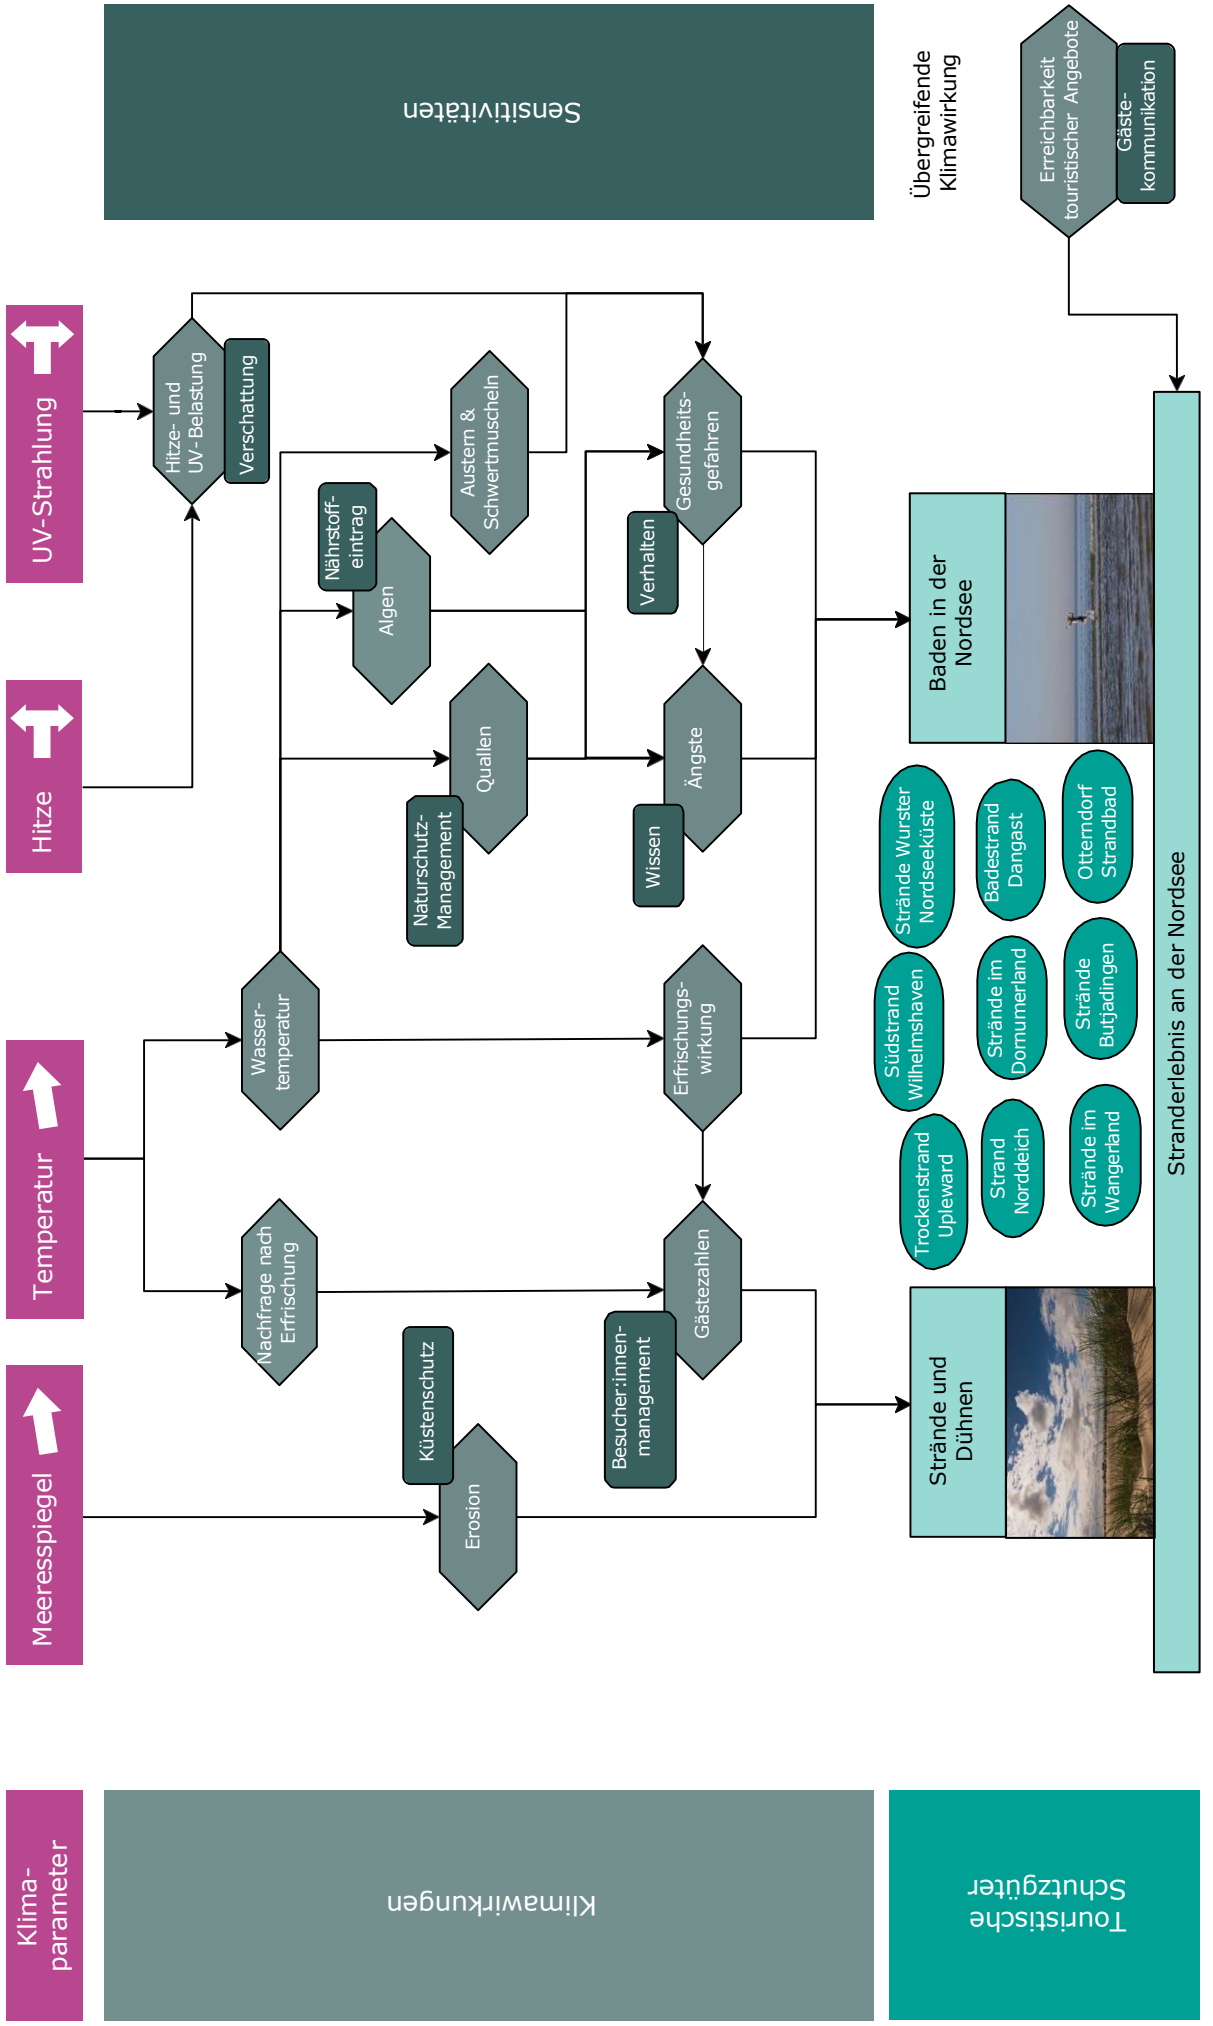 Klima-
parameter
Meeresspiegel
Temperatur
Hitze
UV-Strahlung
Klimawirkungen
Sensitivitäten
Hitze- und
UV-Belastung
Verschattung
Nachfrage nach
Erfrischung
Wasser-
temperatur
Nährstoff-
eintrag
Algen
Küstenschutz
Erosion
Naturschutz-
Management
Quallen
Austern &
Schwertmuscheln
Besucher:innen-
management
Gästezahlen
Erfrischungs-
wirkung
Wissen
Ängste
Verhalten
Gesundheits-
gefahren
Touristische
Schutzgüter
Strände und
Dühnen
Trockenstrand
Upleward
Südstrand
Wilhelmshaven
Strände Wurster
Nordseeküste
Strand
Norddeich
Strände im
Dornumerland
Badestrand
Dangast
Strände im
Wangerland
Strände
Butjadingen
Otterndorf
Strandbad
Baden in der
Nordsee
Übergreifende
Klimawirkung
Erreichbarkeit
touristischer Angebote
Gäste-
kommunikation
Stranderlebnis an der Nordsee